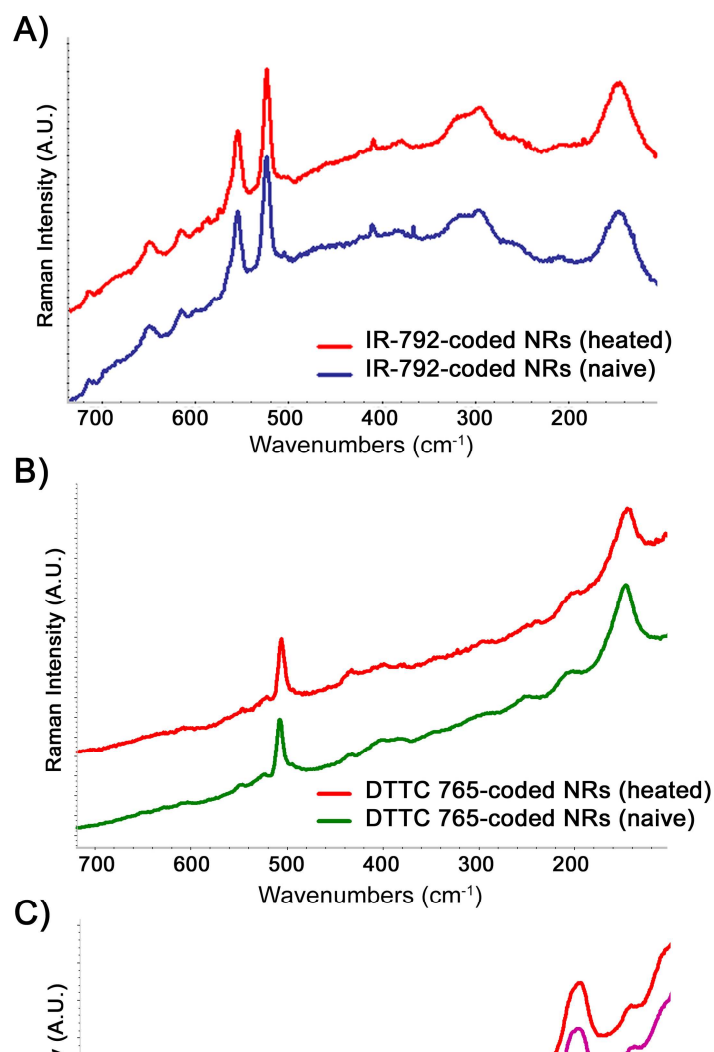 A)
Raman Intensity (A.U.)
IR-792-coded NRs (heated)
IR-792-coded NRs (naive)
700 600 500 400 300 200
Wavenumbers (cm⁻¹)
B)
Raman Intensity (A.U.)
DTTC 765-coded NRs (heated)
DTTC 765-coded NRs (naive)
700 600 500 400 300 200
Wavenumbers (cm⁻¹)
C)
(A.U.)